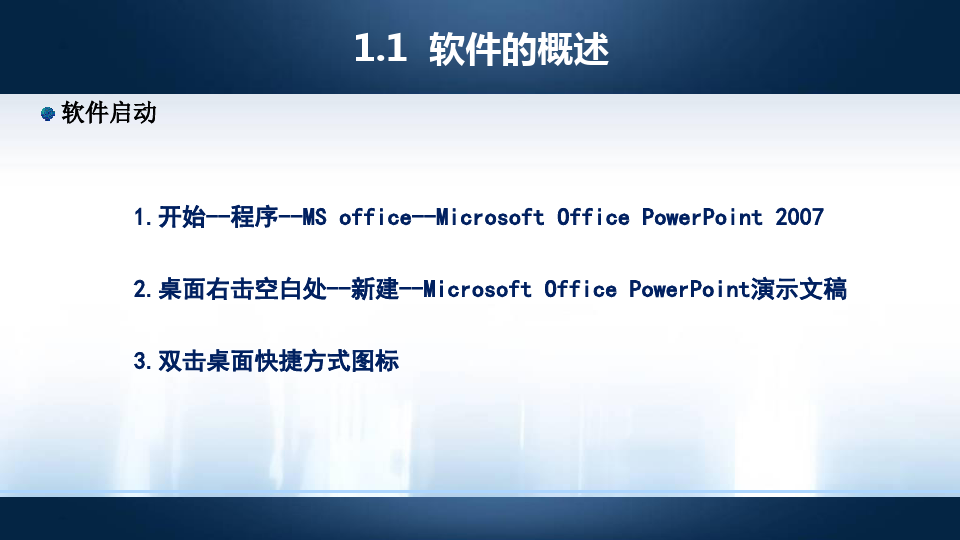 1.1 软件的概述
软件启动
1.开始--程序--MS office--Microsoft Office PowerPoint 2007
2.桌面右击空白处--新建--Microsoft Office PowerPoint演示文稿
3.双击桌面快捷方式图标